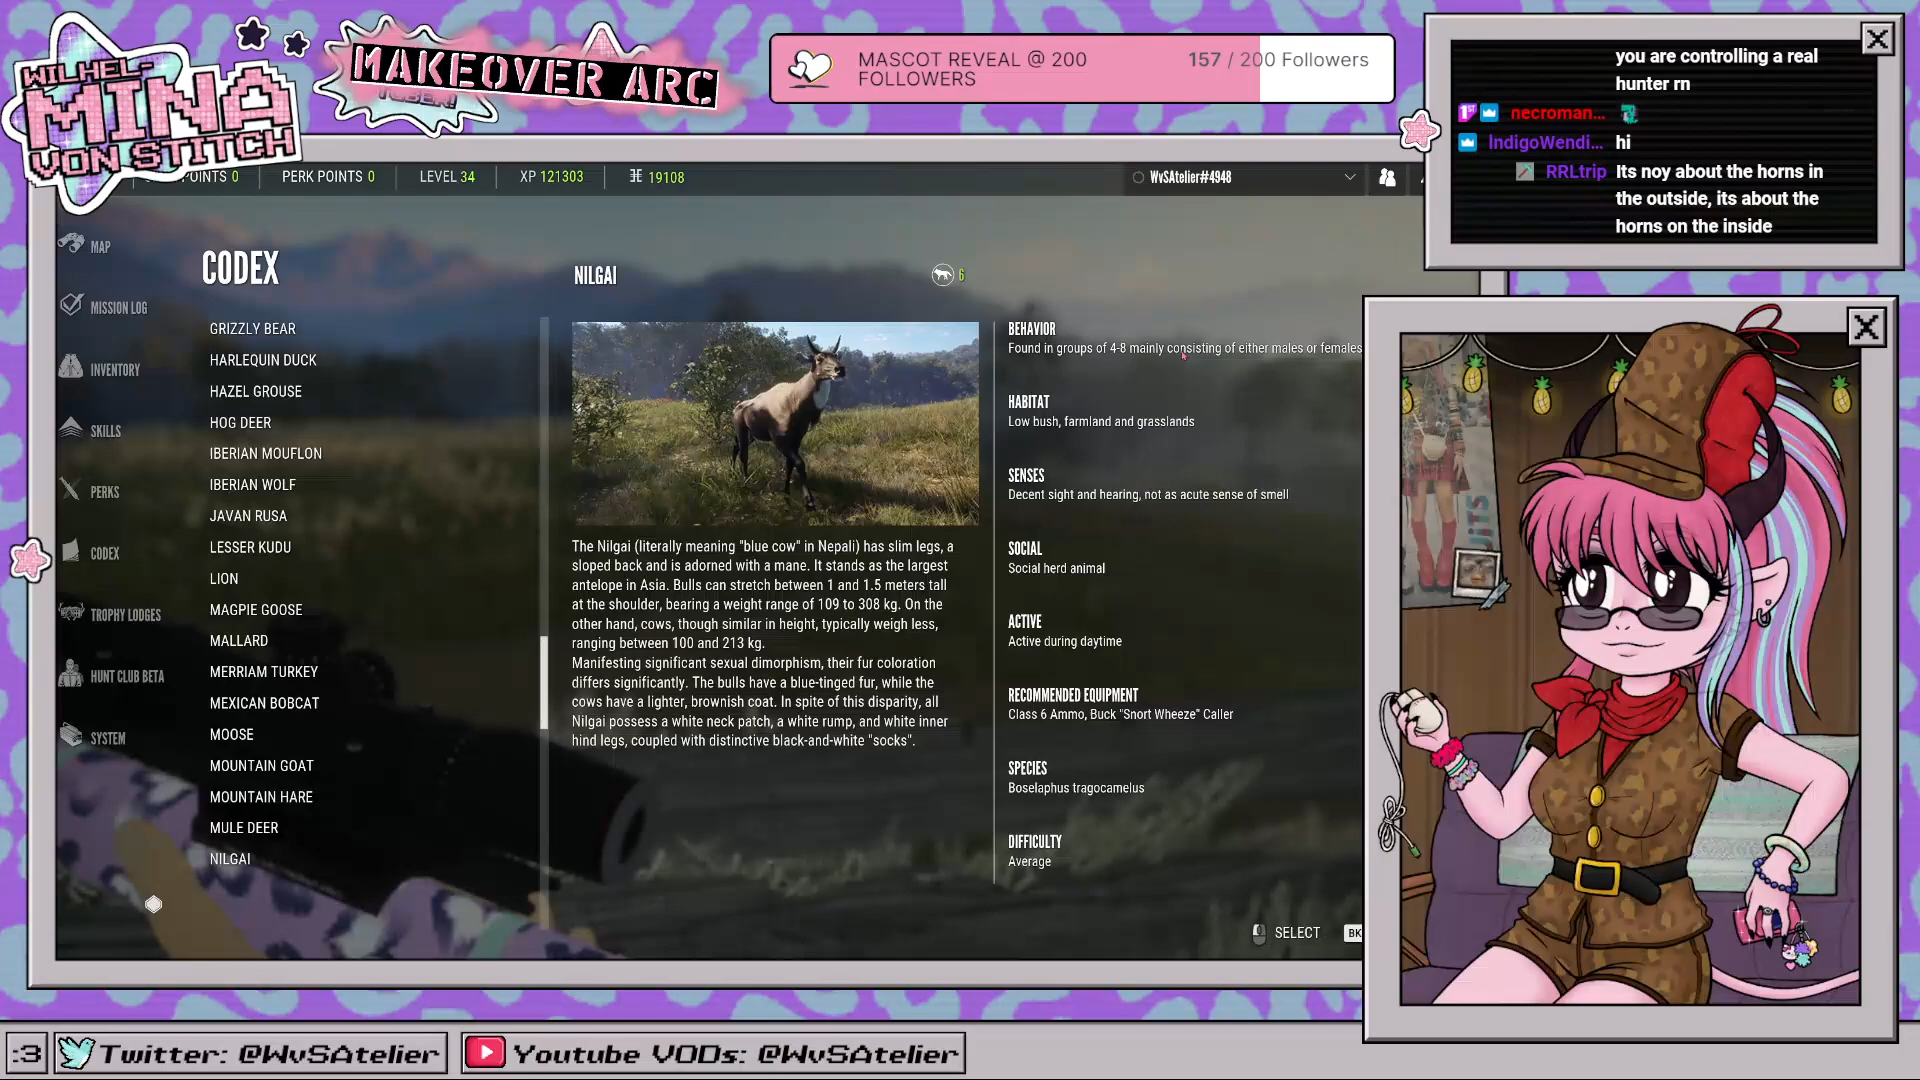 WILHEL-
MINA
VON STITCH
MAKEOVER ARC
TOBER!
MASCOT REVEAL @ 200
FOLLOWERS
157 / 200 Followers
you are controlling a real
hunter rn
necroman...
IndigoWendi... hi
RRLtrip Its noy about the horns in
the outside, its about the
horns on the inside
POINTS 0
PERK POINTS 0
LEVEL 34
XP 121303
19108
WvSAtelier#4948
MAP
MISSION LOG
INVENTORY
SKILLS
PERKS
CODEX
TROPHY LODGES
HUNT CLUB BETA
SYSTEM
CODEX
GRIZZLY BEAR
HARLEQUIN DUCK
HAZEL GROUSE
HOG DEER
IBERIAN MOUFLON
IBERIAN WOLF
JAVAN RUSA
LESSER KUDU
LION
MAGPIE GOOSE
MALLARD
MERRIAM TURKEY
MEXICAN BOBCAT
MOOSE
MOUNTAIN GOAT
MOUNTAIN HARE
MULE DEER
NILGAI
NILGAI
6
The Nilgai (literally meaning "blue cow" in Nepali) has slim legs, a
sloped back and is adorned with a mane. It stands as the largest
antelope in Asia. Bulls can stretch between 1 and 1.5 meters tall
at the shoulder, bearing a weight range of 109 to 308 kg. On the
other hand, cows, though similar in height, typically weigh less,
ranging between 100 and 213 kg.
Manifesting significant sexual dimorphism, their fur coloration
differs significantly. The bulls have a blue-tinged fur, while the
cows have a lighter, brownish coat. In spite of this disparity, all
Nilgai possess a white neck patch, a white rump, and white inner
hind legs, coupled with distinctive black-and-white "socks".
BEHAVIOR
Found in groups of 4-8 mainly consisting of either males or females
HABITAT
Low bush, farmland and grasslands
SENSES
Decent sight and hearing, not as acute sense of smell
SOCIAL
Social herd animal
ACTIVE
Active during daytime
RECOMMENDED EQUIPMENT
Class 6 Ammo, Buck "Snort Wheeze" Caller
SPECIES
Boselaphus tragocamelus
DIFFICULTY
Average
SELECT
BK
:3
Twitter: @WvSAtelier
Youtube VODs: @WvSAtelier